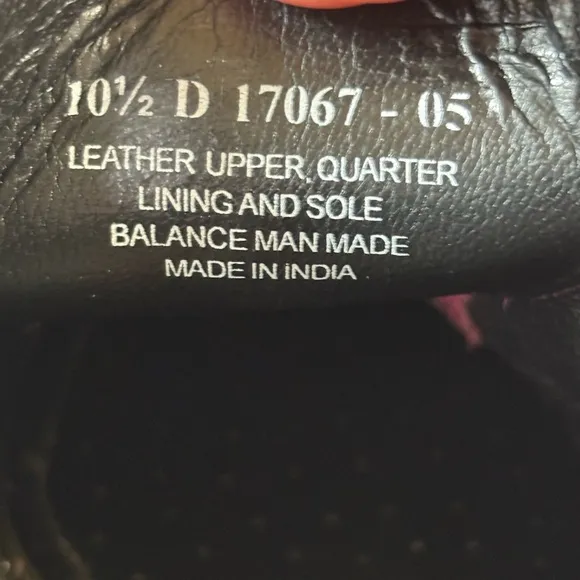 10½ D 17067 - 05
LEATHER UPPER, QUARTER
LINING AND SOLE
BALANCE MAN MADE
MADE IN INDIA